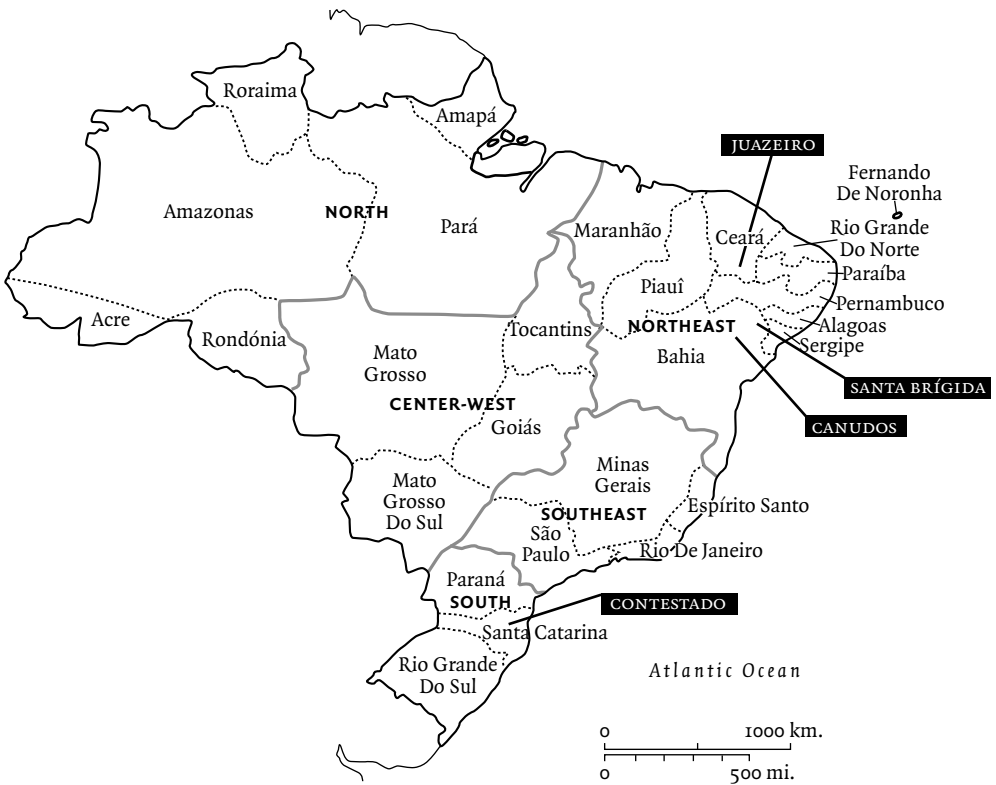 Roraima
Amapá
JUAZEIRO
Fernando
De Noronha
Amazonas
NORTH
Pará
Maranhão
Ceará
Rio Grande
Do Norte
Paraíba
Piauî
Pernambuco
Acre
Rondónia
Tocantins
NORTHEAST
Alagoas
Sergipe
Mato
Grosso
Bahia
SANTA BRÍGIDA
CENTER-WEST
Goiás
CANUDOS
Minas
Gerais
Mato
Grosso
Do Sul
Espírito Santo
SOUTHEAST
São
Paulo
Rio De Janeiro
Paraná
SOUTH
CONTESTADO
Santa Catarina
Rio Grande
Do Sul
Atlantic Ocean
0 1000 km.
0 500 mi.